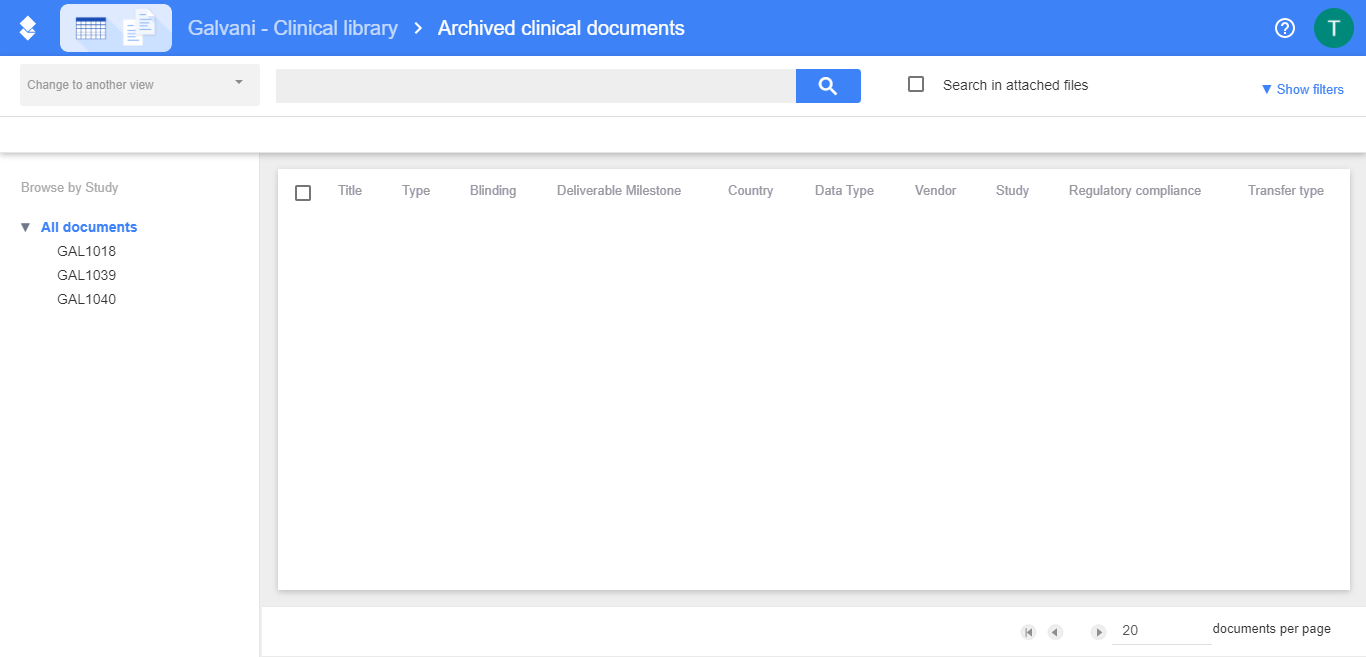 Galvani - Clinical library > Archived clinical documents
T
Change to another view
Search in attached files
▼ Show filters
Browse by Study
▼ All documents
GAL1018
GAL1039
GAL1040
Title Type Blinding Deliverable Milestone Country Data Type Vendor Study Regulatory compliance Transfer type
20 documents per page